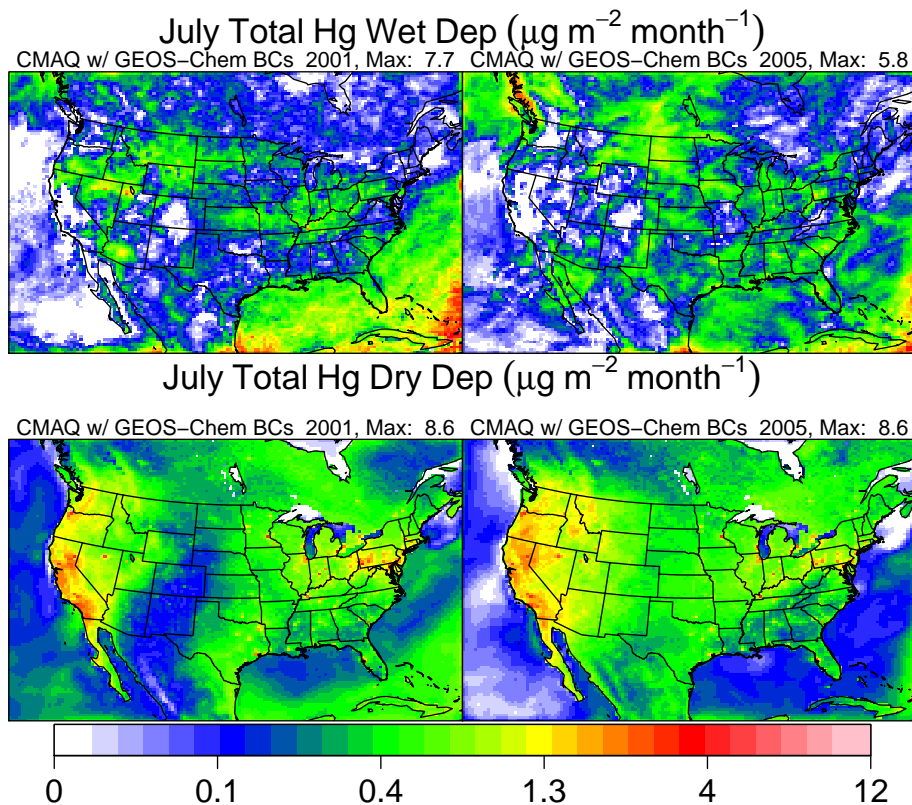 July Total Hg Wet Dep (μg m⁻² month⁻¹)
CMAQ w/ GEOS−Chem BCs 2001, Max: 7.7
CMAQ w/ GEOS−Chem BCs 2005, Max: 5.8
July Total Hg Dry Dep (μg m⁻² month⁻¹)
CMAQ w/ GEOS−Chem BCs 2001, Max: 8.6
CMAQ w/ GEOS−Chem BCs 2005, Max: 8.6
0 0.1 0.4 1.3 4 12